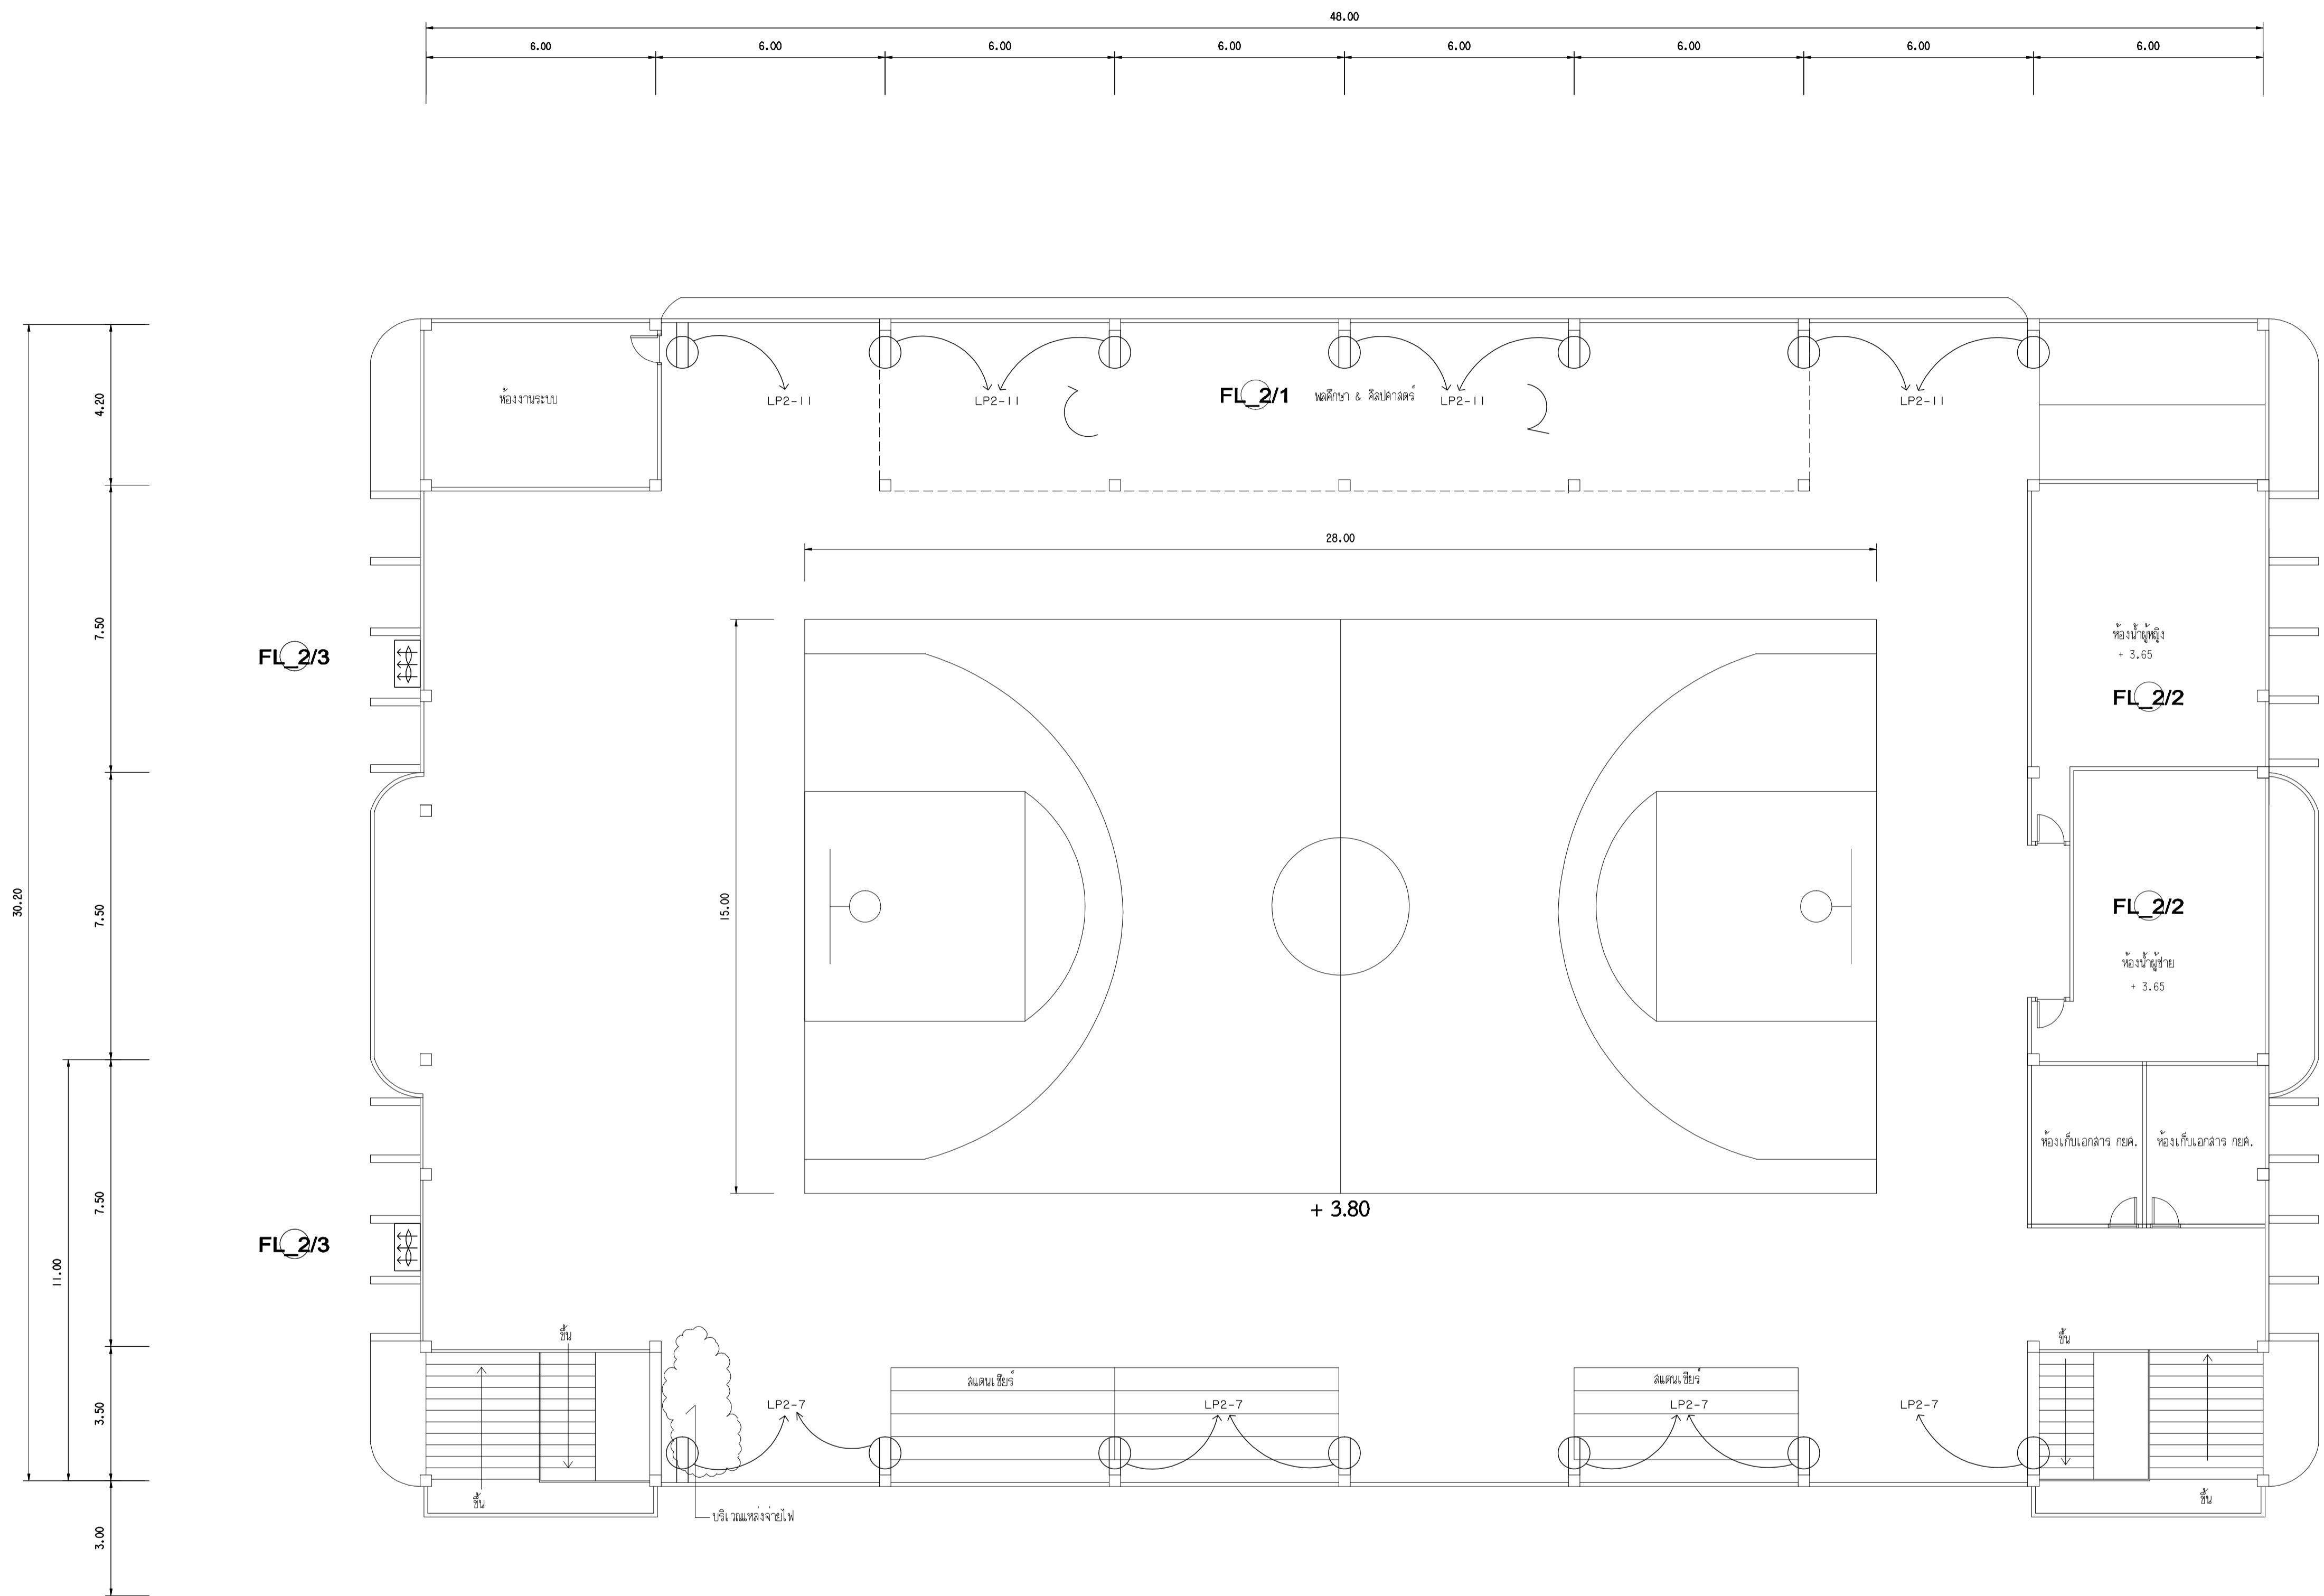 48.00
6.00 6.00 6.00 6.00 6.00 6.00 6.00 6.00
4.20
ห้องงานระบบ
LP2-11
LP2-11
FL_2/1 พลศึกษา & ศิลปศาสตร์
LP2-11
LP2-11
28.00
7.50
FL_2/3
ห้องน้ำผู้หญิง
+ 3.65
FL_2/2
30.20
7.50
15.00
FL_2/2
ห้องน้ำผู้ชาย
+ 3.65
ห้องเก็บเอกสาร กยศ. ห้องเก็บเอกสาร กยศ.
7.50
+ 3.80
FL_2/3
11.00
ขึ้น
ขึ้น
สแตนเชียร์
สแตนเชียร์
3.50
LP2-7
LP2-7
LP2-7
LP2-7
ขึ้น
ขึ้น
บริเวณแหล่งจ่ายไฟ
3.00